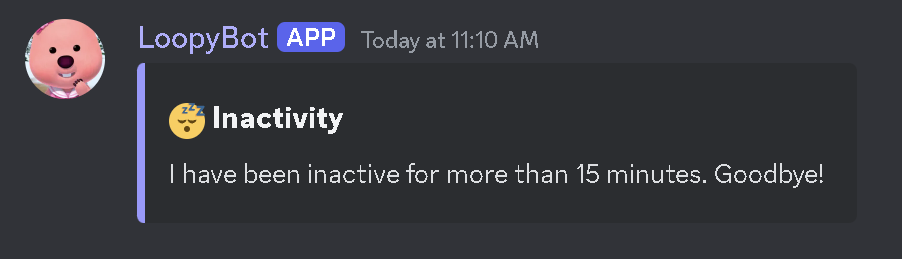 LoopyBot APP Today at 11:10 AM
😴 Inactivity
I have been inactive for more than 15 minutes. Goodbye!